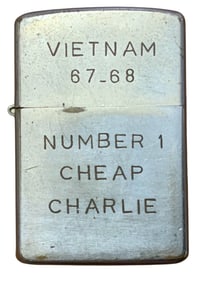 VIETNAM
67-68
NUMBER 1
CHEAP
CHARLIE